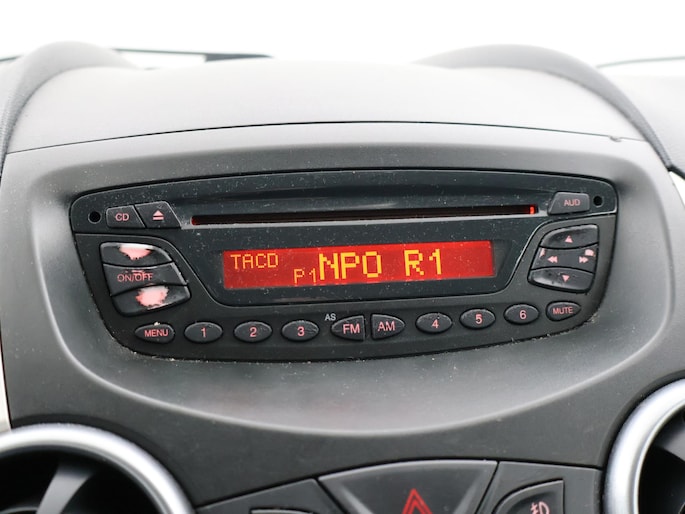 CD
AUD
TACD
P1 NPO R1
ON/OFF
MENU 1 2 3 AS FM AM 4 5 6 MUTE